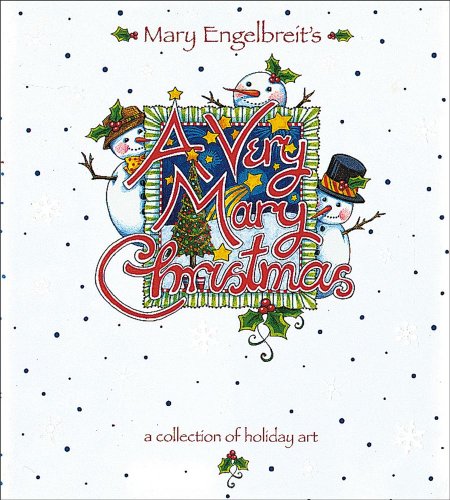 Mary Engelbreit's
A Very
Mary
Christmas
a collection of holiday art